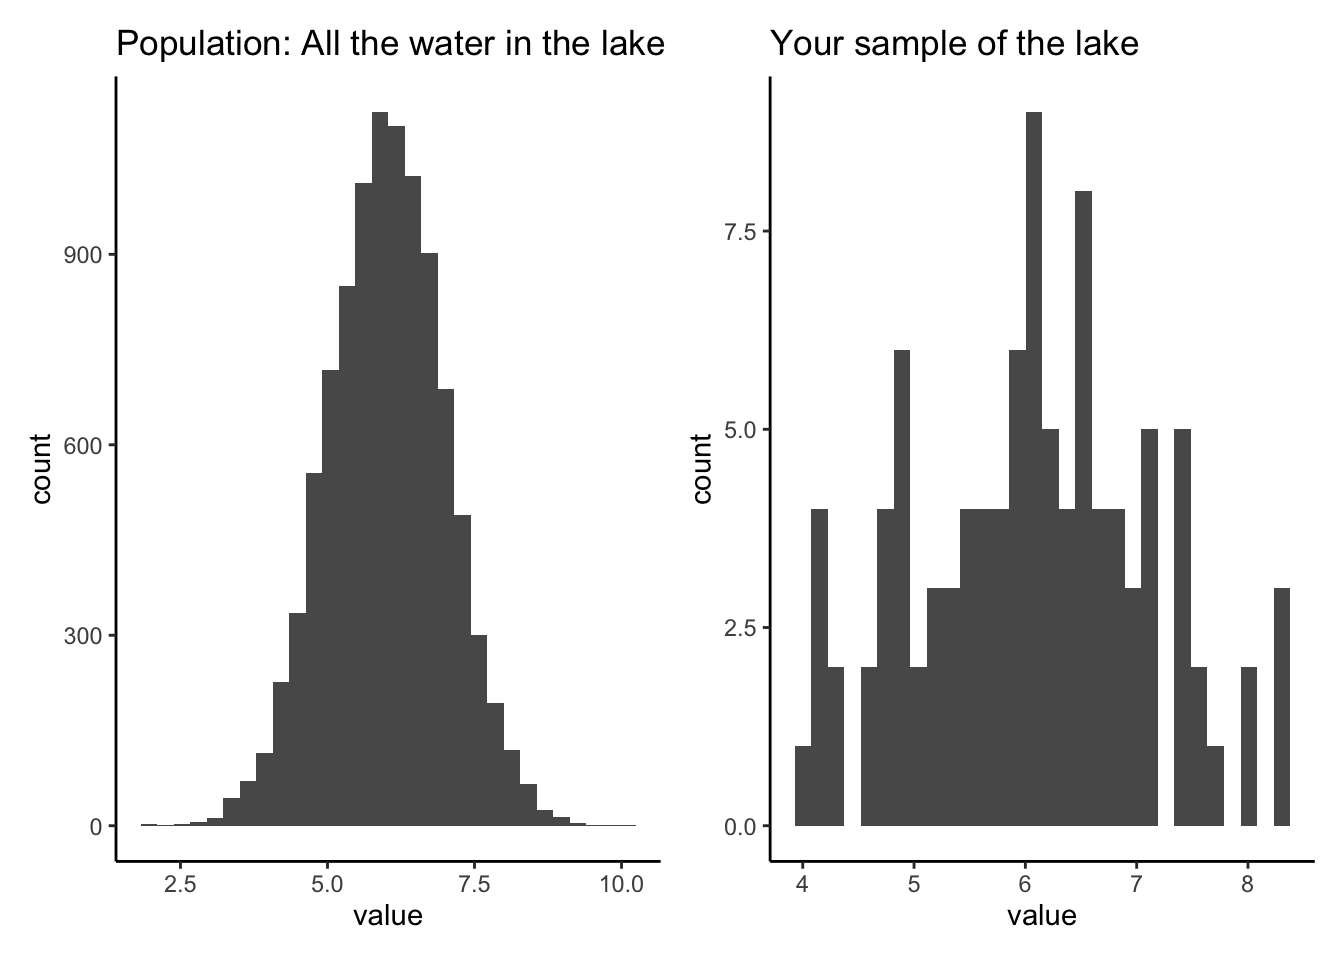 Population: All the water in the lake
count
900
600
300
0
2.5 5.0 7.5 10.0
value
Your sample of the lake
count
7.5
5.0
2.5
0.0
4 5 6 7 8
value